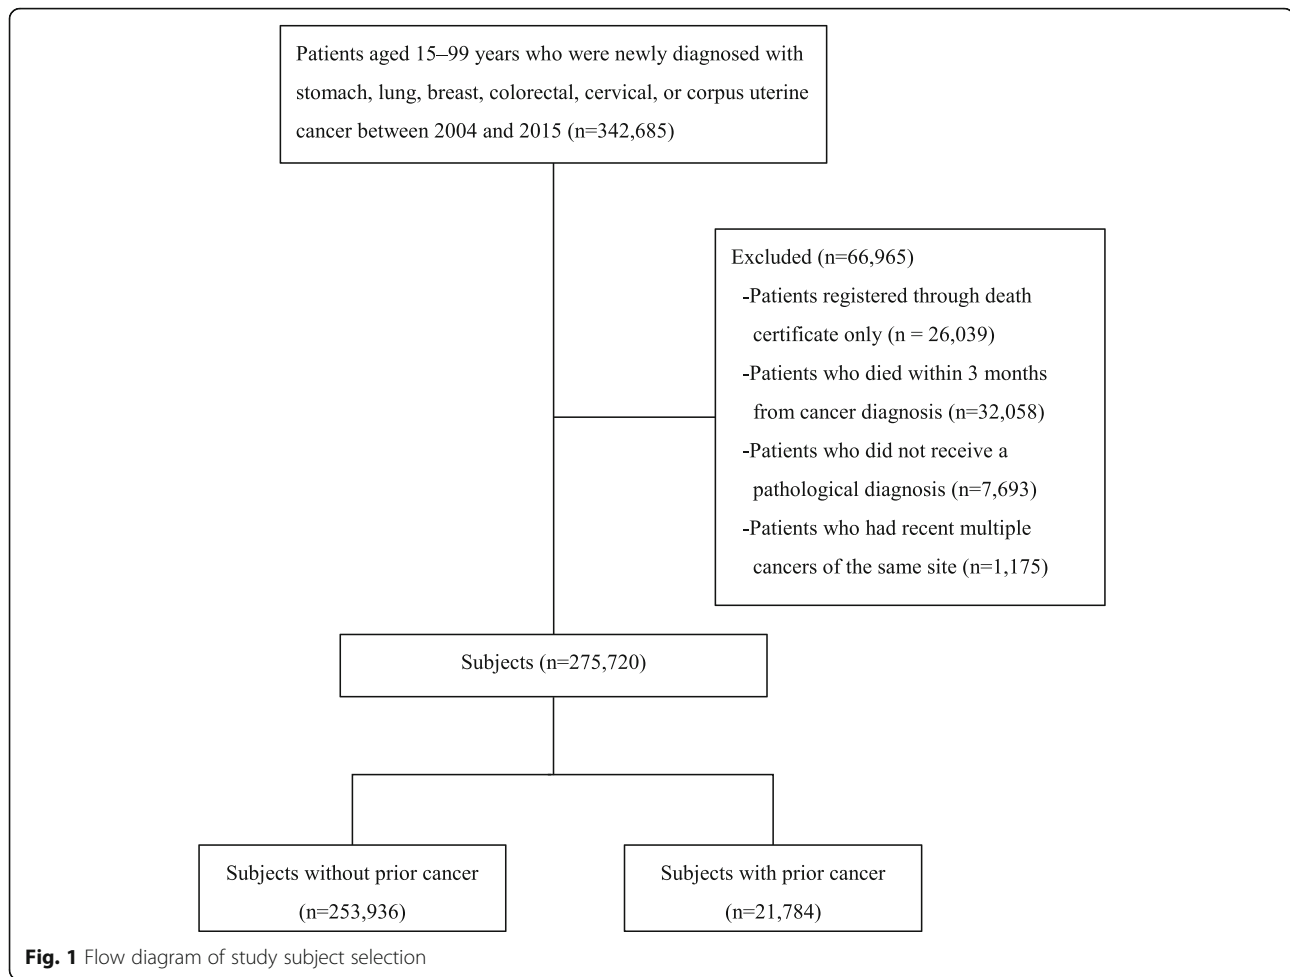 Patients aged 15–99 years who were newly diagnosed with
stomach, lung, breast, colorectal, cervical, or corpus uterine
cancer between 2004 and 2015 (n=342,685)
Excluded (n=66,965)
-Patients registered through death
certificate only (n = 26,039)
-Patients who died within 3 months
from cancer diagnosis (n=32,058)
-Patients who did not receive a
pathological diagnosis (n=7,693)
-Patients who had recent multiple
cancers of the same site (n=1,175)
Subjects (n=275,720)
Subjects without prior cancer
(n=253,936)
Subjects with prior cancer
(n=21,784)
Fig. 1 Flow diagram of study subject selection